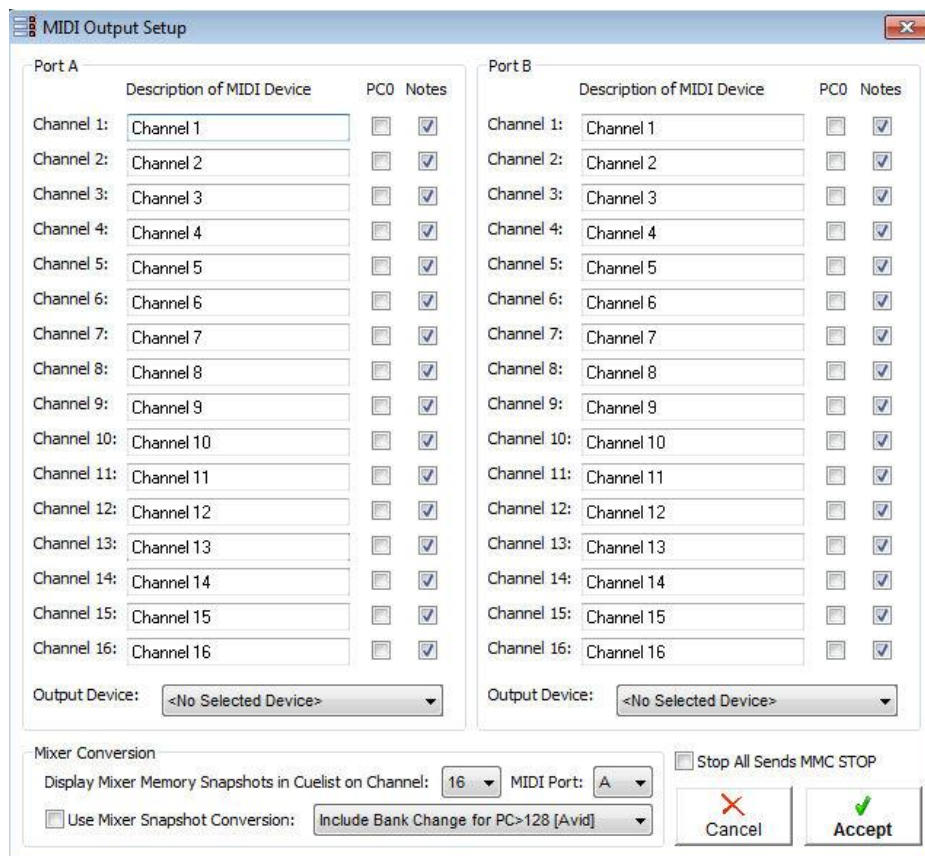 MIDI Output Setup
Port A
Description of MIDI Device PC0 Notes
Channel 1: Channel 1
Channel 2: Channel 2
Channel 3: Channel 3
Channel 4: Channel 4
Channel 5: Channel 5
Channel 6: Channel 6
Channel 7: Channel 7
Channel 8: Channel 8
Channel 9: Channel 9
Channel 10: Channel 10
Channel 11: Channel 11
Channel 12: Channel 12
Channel 13: Channel 13
Channel 14: Channel 14
Channel 15: Channel 15
Channel 16: Channel 16
Output Device: <No Selected Device>
Port B
Description of MIDI Device PC0 Notes
Channel 1: Channel 1
Channel 2: Channel 2
Channel 3: Channel 3
Channel 4: Channel 4
Channel 5: Channel 5
Channel 6: Channel 6
Channel 7: Channel 7
Channel 8: Channel 8
Channel 9: Channel 9
Channel 10: Channel 10
Channel 11: Channel 11
Channel 12: Channel 12
Channel 13: Channel 13
Channel 14: Channel 14
Channel 15: Channel 15
Channel 16: Channel 16
Output Device: <No Selected Device>
Mixer Conversion
Display Mixer Memory Snapshots in Cuelist on Channel: 16 MIDI Port: A
Use Mixer Snapshot Conversion: Include Bank Change for PC>128 [Avid]
Stop All Sends MMC STOP
Cancel
Accept